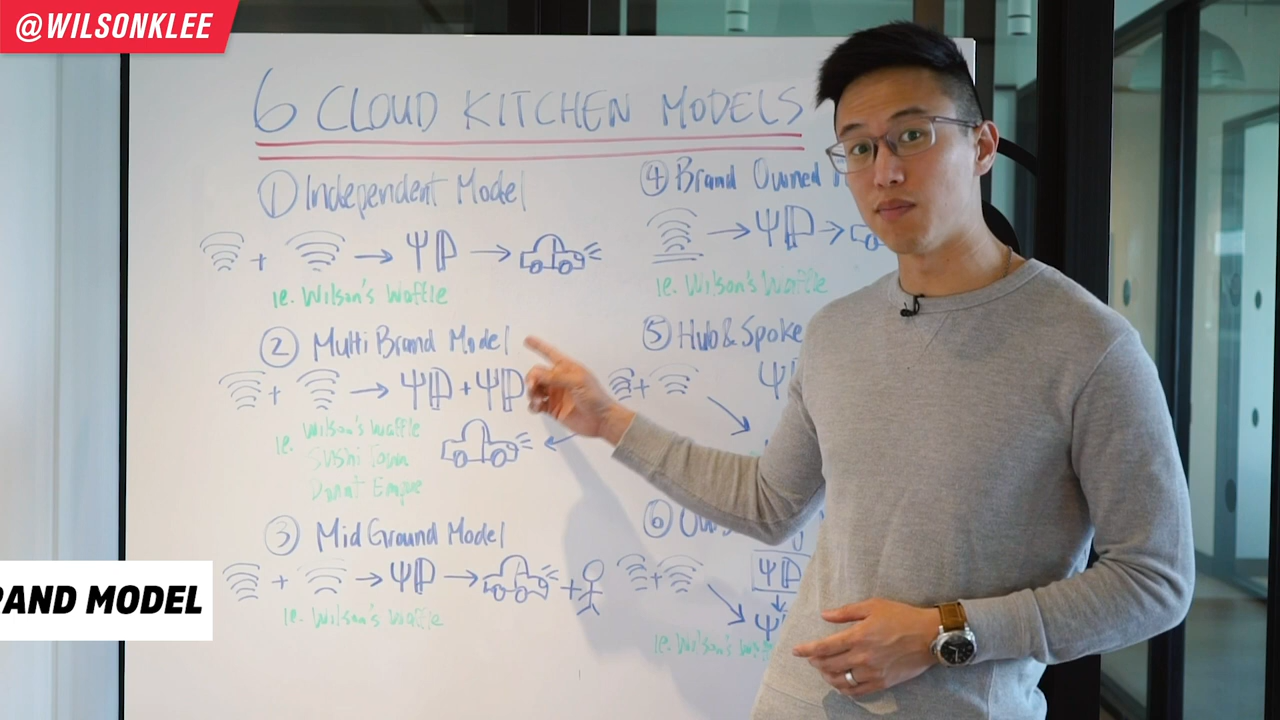 @WILSONKLEE
6 CLOUD KITCHEN MODELS
① Independent Model
ie. Wilson's Waffle
② Multi Brand Model
ie. Wilson's Waffle
Sushi Town
③ Mid Ground Model
ie. Wilson's Waffle
④ Brand Owned
ie. Wilson's Waffle
⑤ Hub & Spoke
⑥
ie. Wilson's
RAND MODEL